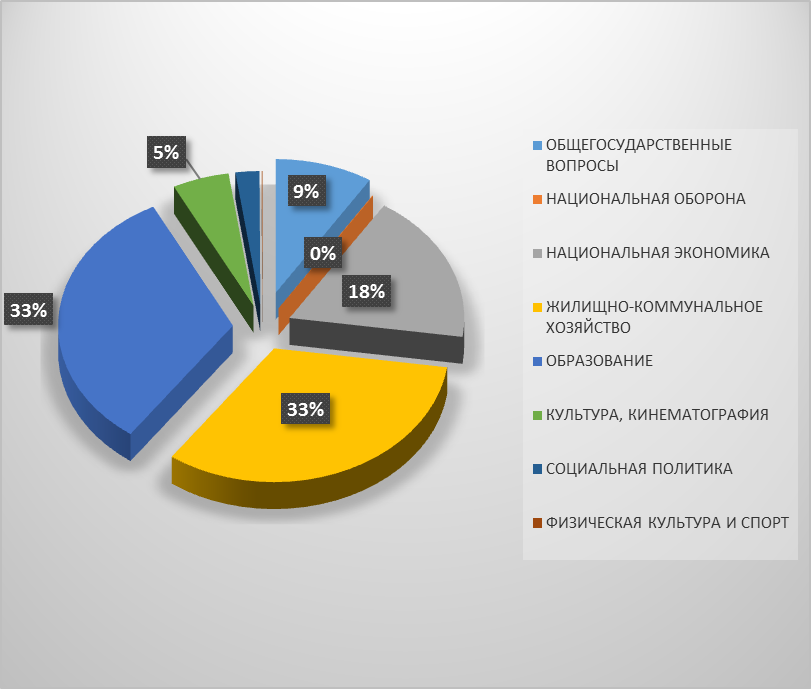 5%
9%
0%
18%
33%
33%
ОБЩЕГОСУДАРСТВЕННЫЕ
ВОПРОСЫ
НАЦИОНАЛЬНАЯ ОБОРОНА
НАЦИОНАЛЬНАЯ ЭКОНОМИКА
ЖИЛИЩНО-КОММУНАЛЬНОЕ
ХОЗЯЙСТВО
ОБРАЗОВАНИЕ
КУЛЬТУРА, КИНЕМАТОГРАФИЯ
СОЦИАЛЬНАЯ ПОЛИТИКА
ФИЗИЧЕСКАЯ КУЛЬТУРА И СПОРТ